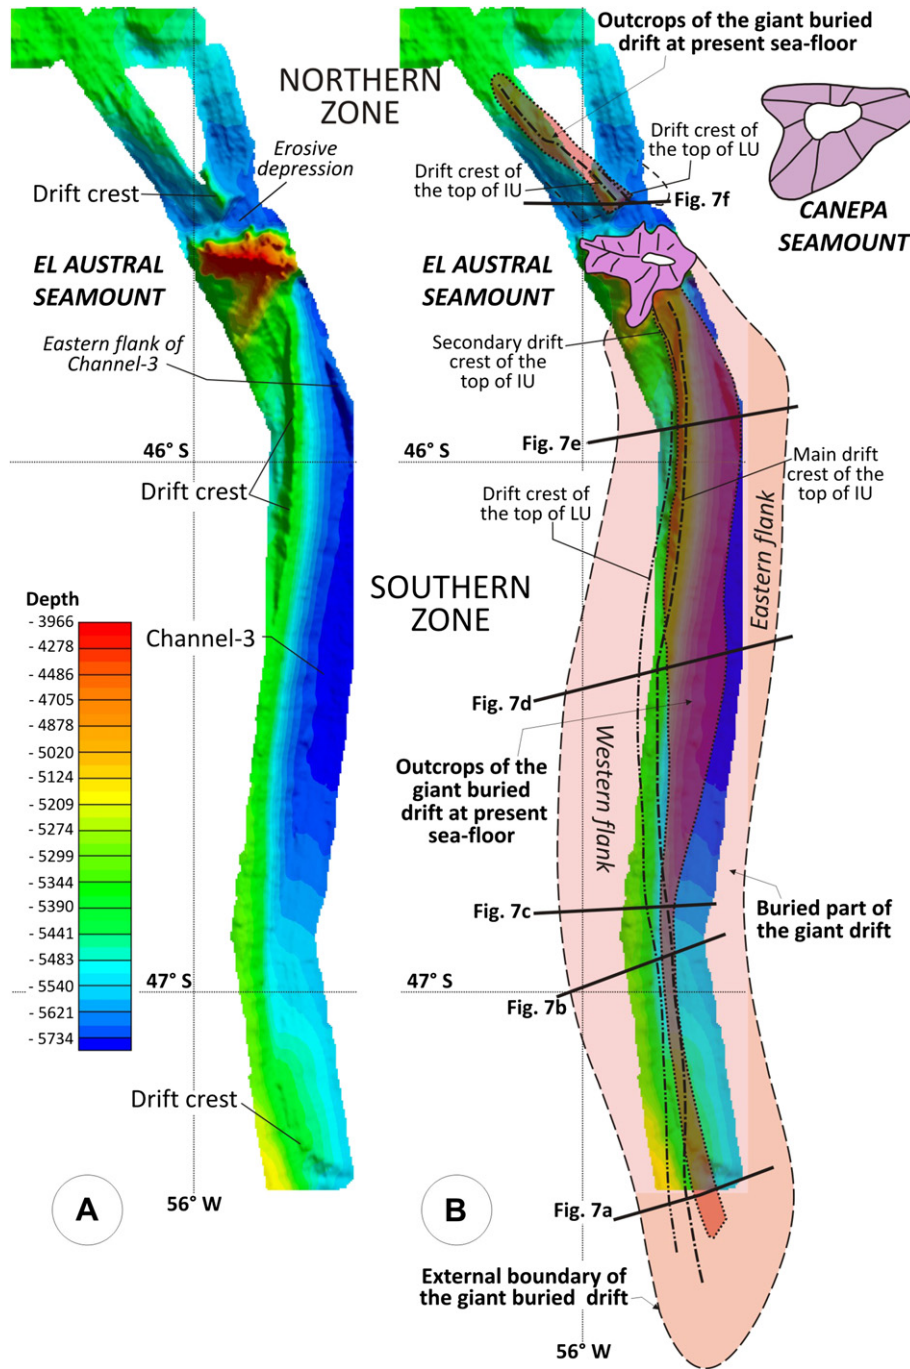 NORTHERN
ZONE
Erosive
depression
Drift crest
EL AUSTRAL
SEAMOUNT
Eastern flank of
Channel-3
46° S
Drift crest
Depth
- 3966
- 4278
- 4486
- 4705
- 4878
- 5020
- 5124
- 5209
- 5274
- 5299
- 5344
- 5390
- 5441
- 5483
- 5540
- 5621
- 5734
Channel-3
SOUTHERN
ZONE
47° S
Drift crest
A
56° W
Outcrops of the giant buried
drift at present sea-floor
Drift crest of
the top of LU
Drift crest of
the top of IU
Fig. 7f
CANEPA
SEAMOUNT
EL AUSTRAL
SEAMOUNT
Secondary drift
crest of the
top of IU
Fig. 7e
46° S
Main drift
crest of the
top of IU
Drift crest of
the top of LU
Eastern flank
Fig. 7d
Western flank
Outcrops of the
giant buried
drift at present
sea-floor
Fig. 7c
Buried part of
the giant drift
47° S
Fig. 7b
B
Fig. 7a
External boundary of
the giant buried drift
56° W